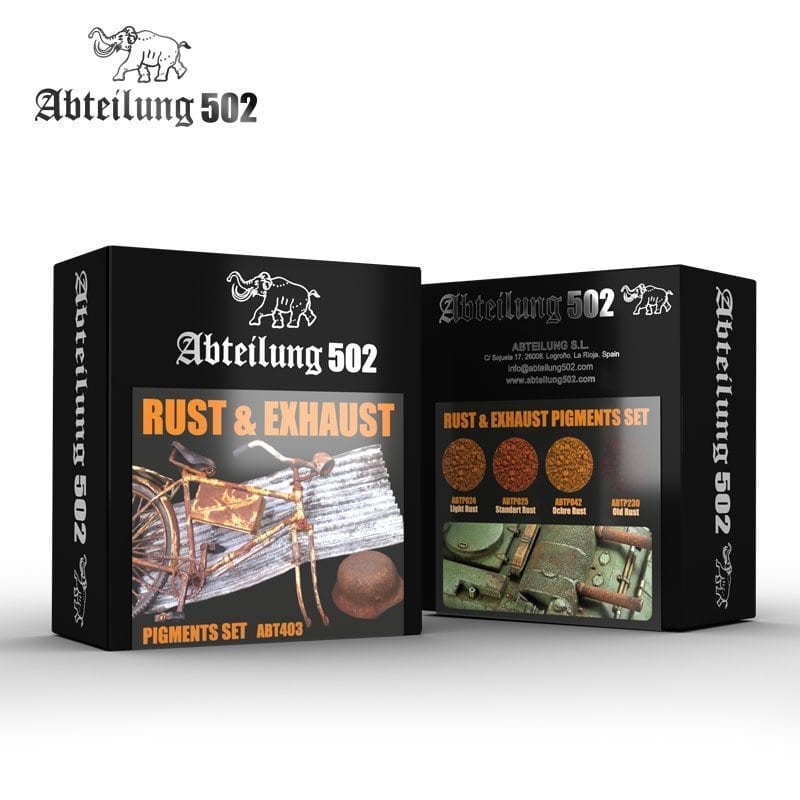 Abteilung 502
Abteilung 502
Abteilung 502
RUST & EXHAUST
PIGMENTS SET ABT403
Abteilung 502
ABTEILUNG S.L.
C/ Sojuela 17, 26006. Logroño. La Rioja. Spain
info@abteilung502.com
www.abteilung502.com
RUST & EXHAUST PIGMENTS SET
ABTP024
Light Rust
ABTP025
Standart Rust
ABTP042
Ochre Rust
ABTP230
Old Rust
Abteilung 502